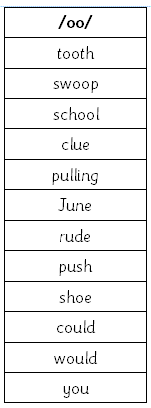 /oo/
tooth
swoop
school
clue
pulling
June
rude
push
shoe
could
would
you